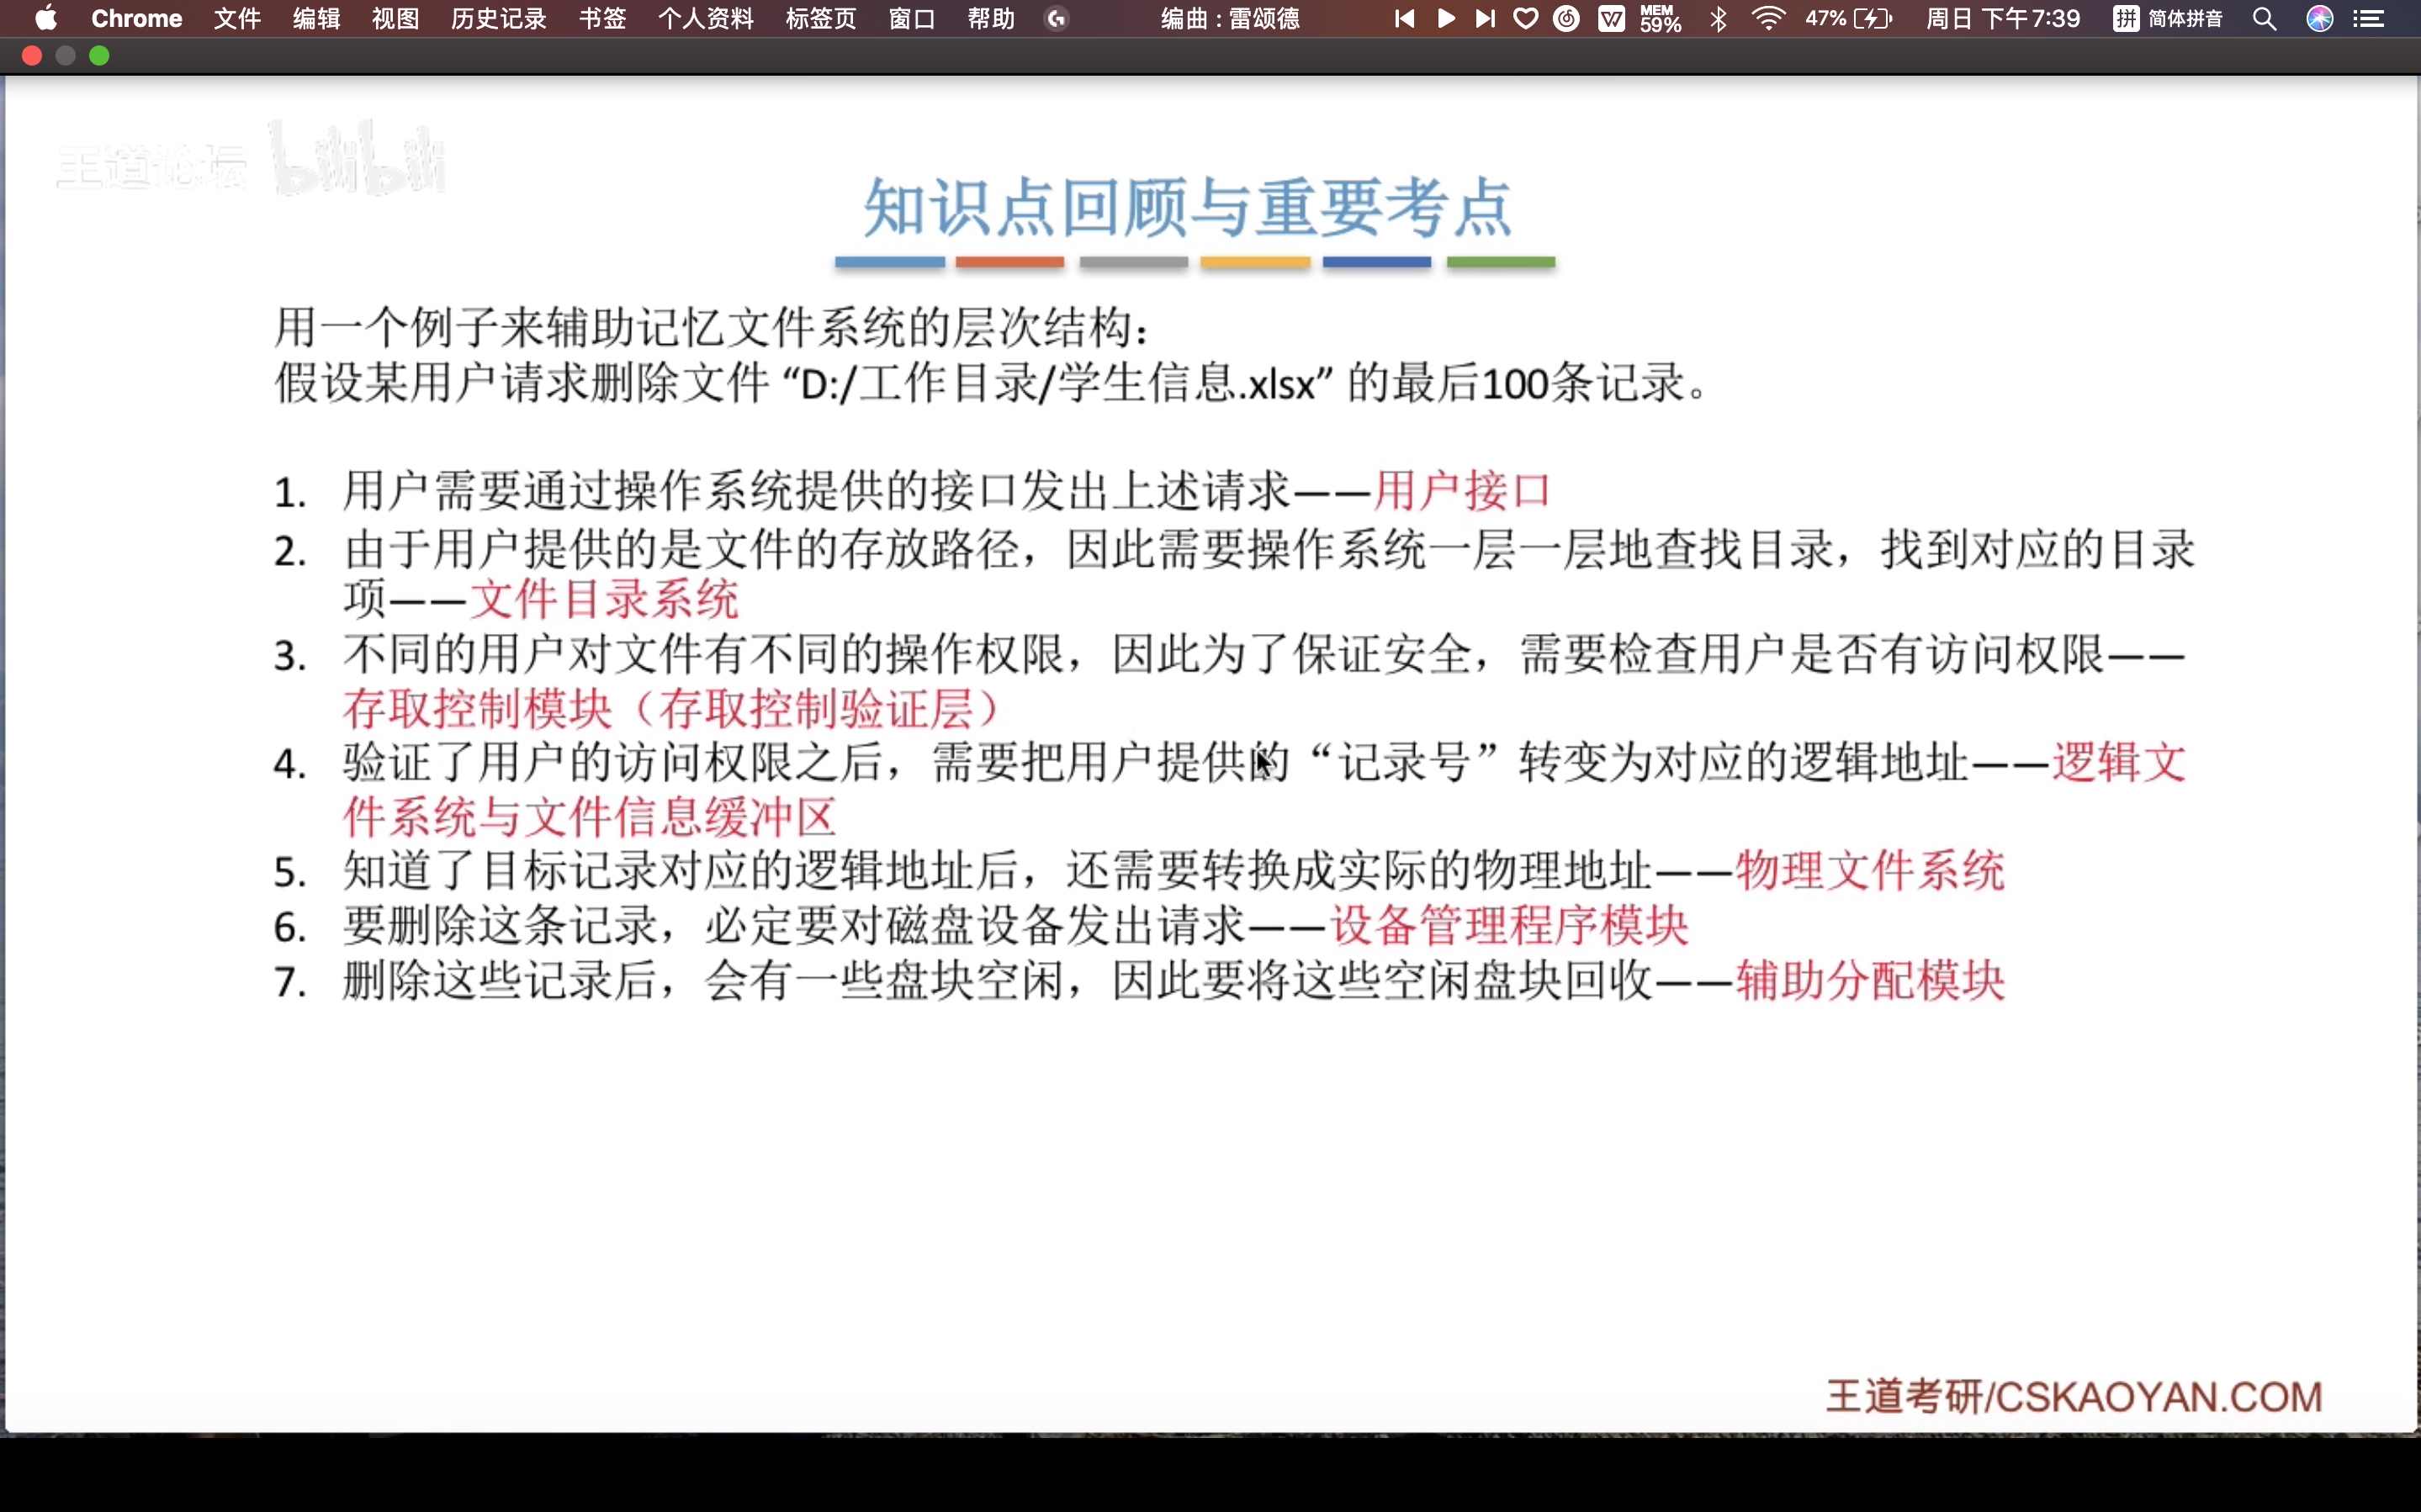 Chrome 文件 编辑 视图 历史记录 书签 个人资料 标签页 窗口 帮助 编曲 : 雷颂德 MEM 59% 47% 周日 下午7:39 拼 简体拼音
王道论坛 bilibili
知识点回顾与重要考点
用一个例子来辅助记忆文件系统的层次结构：
假设某用户请求删除文件 “D:/工作目录/学生信息.xlsx” 的最后100条记录。
1. 用户需要通过操作系统提供的接口发出上述请求——用户接口
2. 由于用户提供的是文件的存放路径，因此需要操作系统一层一层地查找目录，找到对应的目录
项——文件目录系统
3. 不同的用户对文件有不同的操作权限，因此为了保证安全，需要检查用户是否有访问权限——
存取控制模块（存取控制验证层）
4. 验证了用户的访问权限之后，需要把用户提供的“记录号”转变为对应的逻辑地址——逻辑文
件系统与文件信息缓冲区
5. 知道了目标记录对应的逻辑地址后，还需要转换成实际的物理地址——物理文件系统
6. 要删除这条记录，必定要对磁盘设备发出请求——设备管理程序模块
7. 删除这些记录后，会有一些盘块空闲，因此要将这些空闲盘块回收——辅助分配模块
王道考研/CSKAOYAN.COM